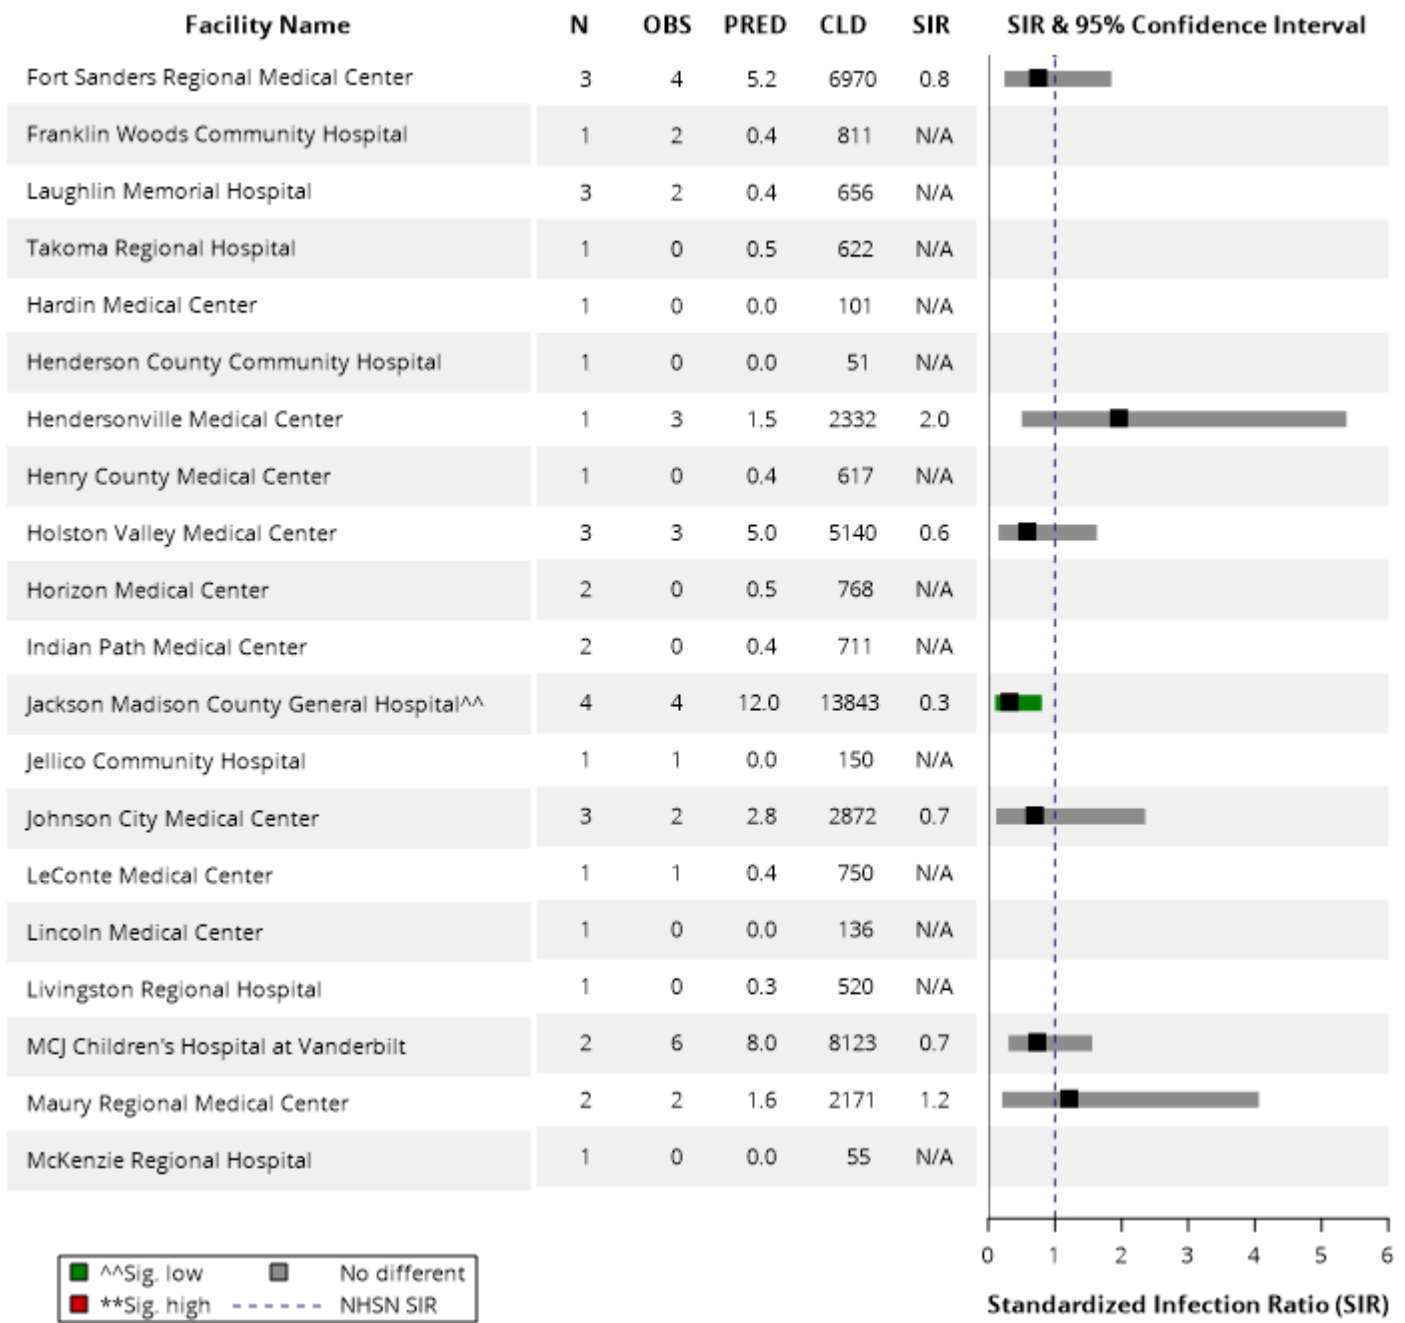 Facility Name N OBS PRED CLD SIR SIR & 95% Confidence Interval
Fort Sanders Regional Medical Center 3 4 5.2 6970 0.8
Franklin Woods Community Hospital 1 2 0.4 811 N/A
Laughlin Memorial Hospital 3 2 0.4 656 N/A
Takoma Regional Hospital 1 0 0.5 622 N/A
Hardin Medical Center 1 0 0.0 101 N/A
Henderson County Community Hospital 1 0 0.0 51 N/A
Hendersonville Medical Center 1 3 1.5 2332 2.0
Henry County Medical Center 1 0 0.4 617 N/A
Holston Valley Medical Center 3 3 5.0 5140 0.6
Horizon Medical Center 2 0 0.5 768 N/A
Indian Path Medical Center 2 0 0.4 711 N/A
Jackson Madison County General Hospital^^ 4 4 12.0 13843 0.3
Jellico Community Hospital 1 1 0.0 150 N/A
Johnson City Medical Center 3 2 2.8 2872 0.7
LeConte Medical Center 1 1 0.4 750 N/A
Lincoln Medical Center 1 0 0.0 136 N/A
Livingston Regional Hospital 1 0 0.3 520 N/A
MCJ Children's Hospital at Vanderbilt 2 6 8.0 8123 0.7
Maury Regional Medical Center 2 2 1.6 2171 1.2
McKenzie Regional Hospital 1 0 0.0 55 N/A
0 1 2 3 4 5 6
^^Sig. low No different
**Sig. high NHSN SIR
Standardized Infection Ratio (SIR)